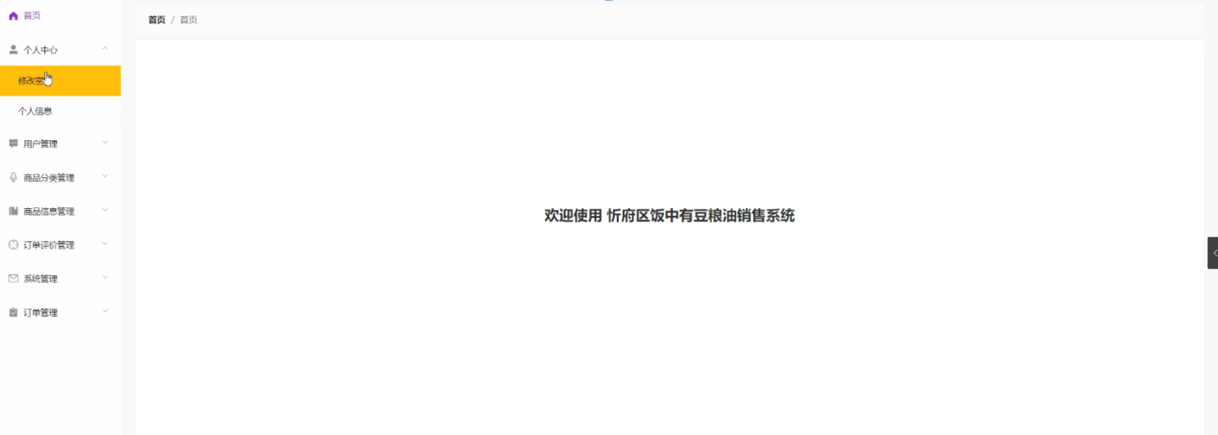 首页
个人中心
修改密
个人信息
用户管理
商品分类管理
商品信息管理
订单评价管理
系统管理
订单管理
首页 / 首页
欢迎使用 忻府区饭中有豆粮油销售系统